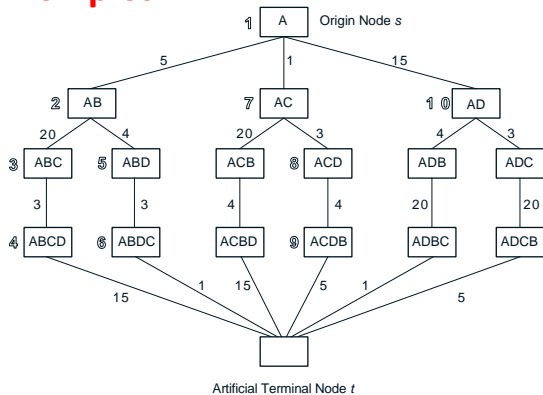 1 A Origin Node s
5 1 15
2 AB 7 AC 1 0 AD
20 4 20 3 4 3
3 ABC 5 ABD ACB 8 ACD ADB ADC
3 3 4 4 20 20
4 ABCD 6 ABDC ACBD 9 ACDB ADBC ADCB
15 1 15 5 1 5
Artificial Terminal Node t